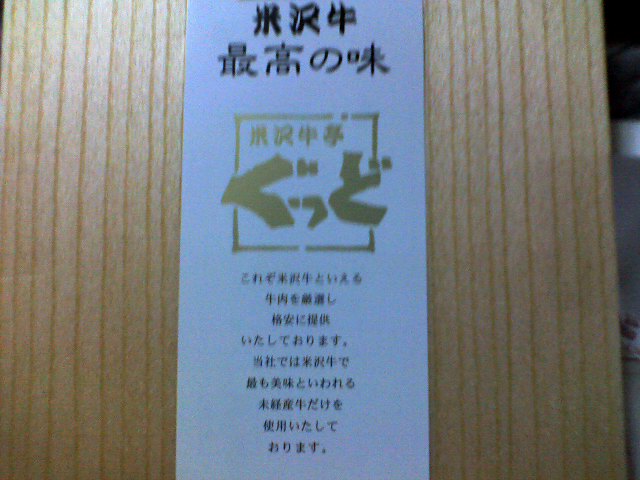 米沢牛
最高の味
米沢牛亭
ぐっど
これぞ米沢牛といえる
牛肉を厳選し
格安に提供
いたしております。
当社では米沢牛で
最も美味といわれる
未経産牛だけを
使用いたして
おります。